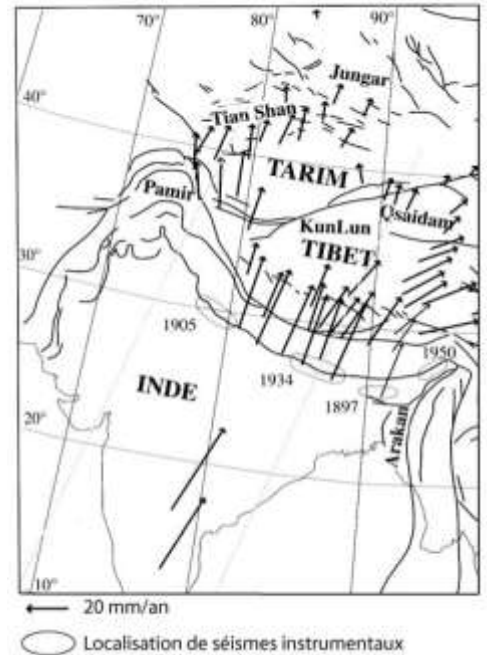 70°
80°
90°
40°
Jungar
Tian Shan
TARIM
Pamir
Qsaidam
KunLun
TIBET
30°
1905
1934
1950
1897
INDE
Arakan
20°
10°
20 mm/an
Localisation de séismes instrumentaux